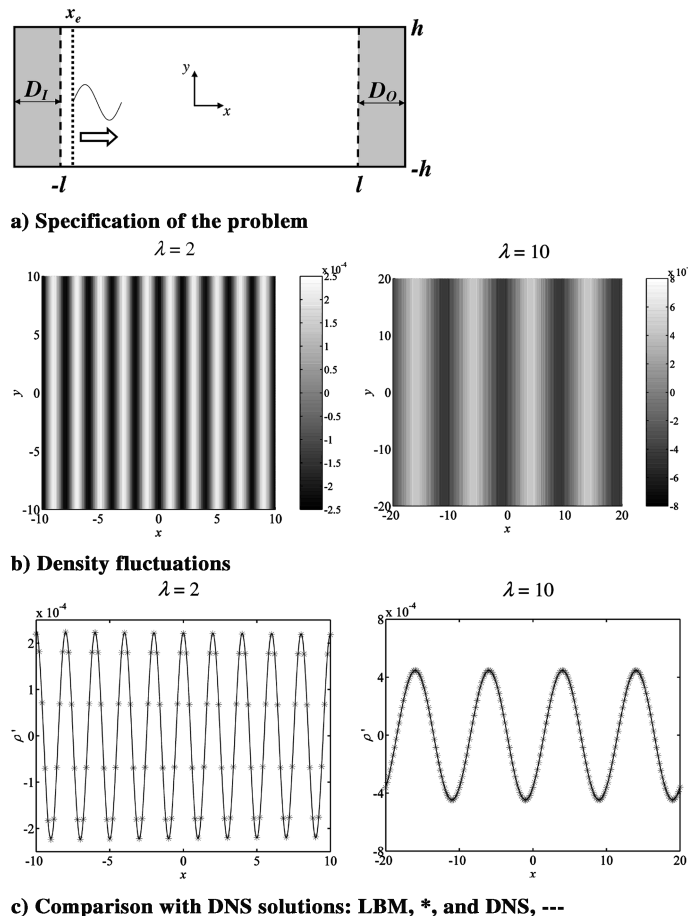 xe
h
y
x
DI
DO
-l
l
-h
a) Specification of the problem
λ = 2
λ = 10
x 10-4
10
5
0
-5
-10
y
-10
-5
0
5
10
x
2.5
2
1.5
1
0.5
0
-0.5
-1
-1.5
-2
-2.5
20
10
0
-10
-20
y
-20
-10
0
10
20
x
8
6
4
2
0
-2
-4
-6
-8
b) Density fluctuations
λ = 2
λ = 10
x 10-4
2
1
0
-1
-2
ρ'
-10
-5
0
5
10
x
x 10-4
8
4
0
-4
-8
ρ'
-20
-10
0
10
20
x
c) Comparison with DNS solutions: LBM, *, and DNS, ---